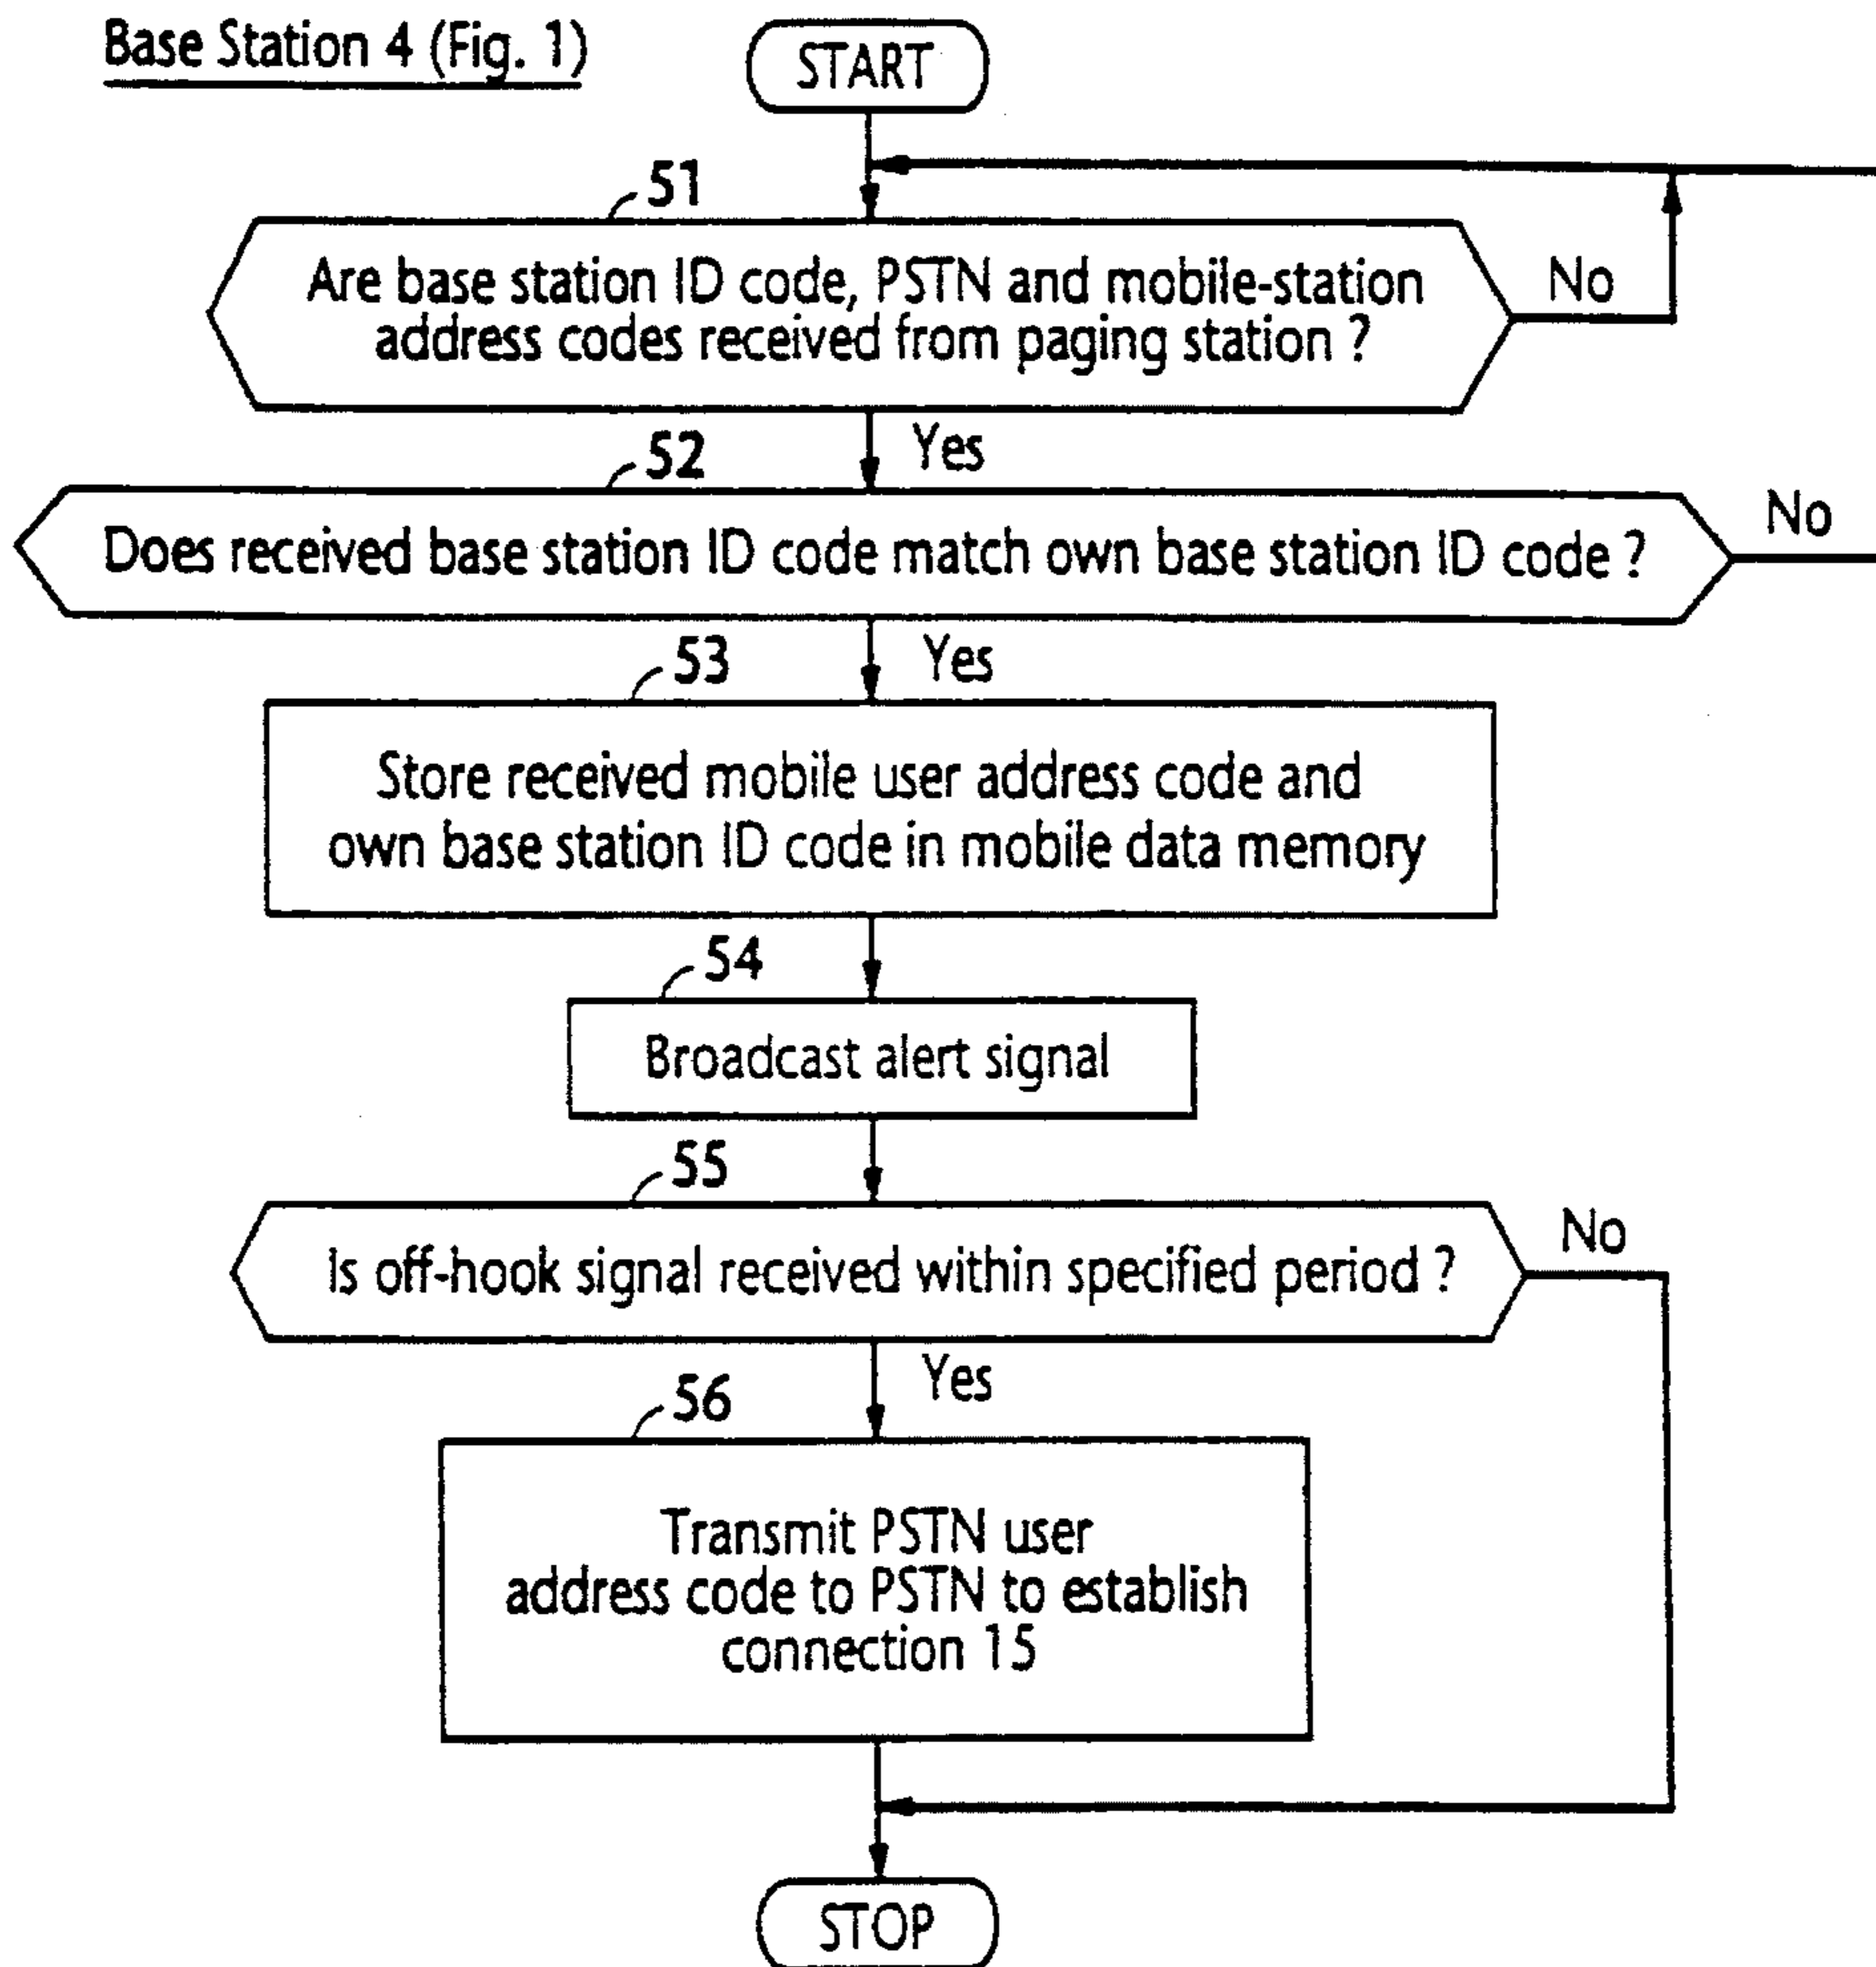 Base Station 4 (Fig. 1)
START
51
Are base station ID code, PSTN and mobile-station
address codes received from paging station ?
No
Yes
52
Does received base station ID code match own base station ID code ?
No
Yes
53
Store received mobile user address code and
own base station ID code in mobile data memory
54
Broadcast alert signal
55
Is off-hook signal received within specified period ?
No
Yes
56
Transmit PSTN user
address code to PSTN to establish
connection 15
STOP